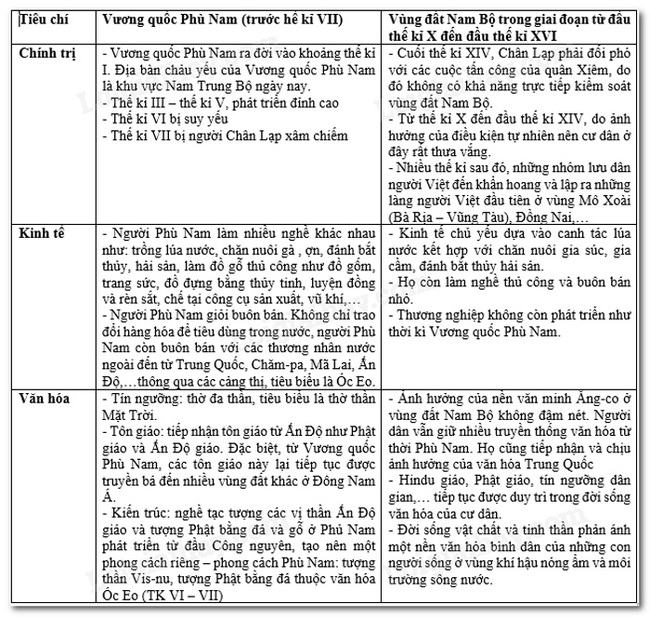 Tiêu chí
Vương quốc Phù Nam (trước hế kỉ VII)
Vùng đất Nam Bộ trong giai đoạn từ đầu
thế kỉ X đến đầu thế kỉ XVI
Chính trị
- Vương quốc Phù Nam ra đời vào khoảng thế kỉ
I. Địa bàn chảu yếu của Vương quốc Phù Nam
là khu vực Nam Trung Bộ ngày nay.
- Thế kỉ III – thế kỉ V, phát triển đỉnh cao
- Thế kỉ VI bị suy yếu
- Thế kỉ VII bị người Chân Lạp xâm chiếm
- Cuối thế kỉ XIV, Chân Lạp phải đối phó
với các cuộc tấn công của quân Xiêm, do
đó không có khả năng trực tiếp kiểm soát
vùng đất Nam Bộ.
- Từ thế kỉ X đến đầu thế kỉ XIV, do ảnh
hưởng của điều kiện tự nhiên nên cư dân ở
đây rất thưa vắng.
- Nhiều thế kỉ sau đó, những nhóm lưu dân
người Việt đến khẩn hoang và lập ra những
làng người Việt đầu tiên ở vùng Mô Xoài
(Bà Rịa – Vũng Tàu), Đồng Nai,…
Kinh tế
- Người Phù Nam làm nhiều nghề khác nhau
như: trồng lúa nước, chăn nuôi gà , ợn, đánh bắt
thủy, hải sản, làm đồ gỗ thủ công như đồ gốm,
trang sức, đồ đựng bằng thủy tinh, luyện đồng
và rèn sắt, chế tại công cụ sản xuất, vũ khí,…
- Người Phù Nam giỏi buôn bán. Không chỉ trao
đổi hàng hóa để tiêu dùng trong nước, người Phù
Nam còn buôn bán với các thương nhân nước
ngoài đến từ Trung Quốc, Chăm-pa, Mã Lai, Ấn
Độ,…thông qua các cảng thị, tiêu biểu là Óc Eo.
- Kinh tế chủ yếu dựa vào canh tác lúa
nước kết hợp với chăn nuôi gia súc, gia
cầm, đánh bắt thủy hải sản.
- Họ còn làm nghề thủ công và buôn bán
nhỏ.
- Thương nghiệp không còn phát triển như
thời kì Vương quốc Phù Nam.
Văn hóa
- Tín ngưỡng: thờ đa thần, tiêu biểu là thờ thần
Mặt Trời.
- Tôn giáo: tiếp nhận tôn giáo từ Ấn Độ như Phật
giáo và Ấn Độ giáo. Đặc biệt, từ Vương quốc
Phù Nam, các tôn giáo này lại tiếp tục được
truyền bá đến nhiều vùng đất khác ở Đông Nam
Á.
- Kiến trúc: nghề tạc tượng các vị thần Ấn Độ
giáo và tượng Phật bằng đá và gỗ ở Phủ Nam
phát triển từ đầu Công nguyên, tạo nên một
phong cách riêng – phong cách Phù Nam: tượng
thần Vis-nu, tượng Phật bằng đá thuộc văn hóa
Óc Eo (TK VI – VII)
- Ảnh hưởng của nền văn minh Ăng-co ở
vùng đất Nam Bộ không đậm nét. Người
dân vẫn giữ nhiều truyền thống văn hóa từ
thời Phù Nam. Họ cũng tiếp nhận và chịu
ảnh hưởng của văn hóa Trung Quốc
- Hindu giáo, Phật giáo, tín ngưỡng dân
gian,… tiếp tục được duy trì trong đời sống
văn hóa của cư dân.
- Đời sống vật chất và tinh thần phản ánh
một nền văn hóa bình dân của những con
người sống ở vùng khí hậu nóng ẩm và môi
trường sông nước.